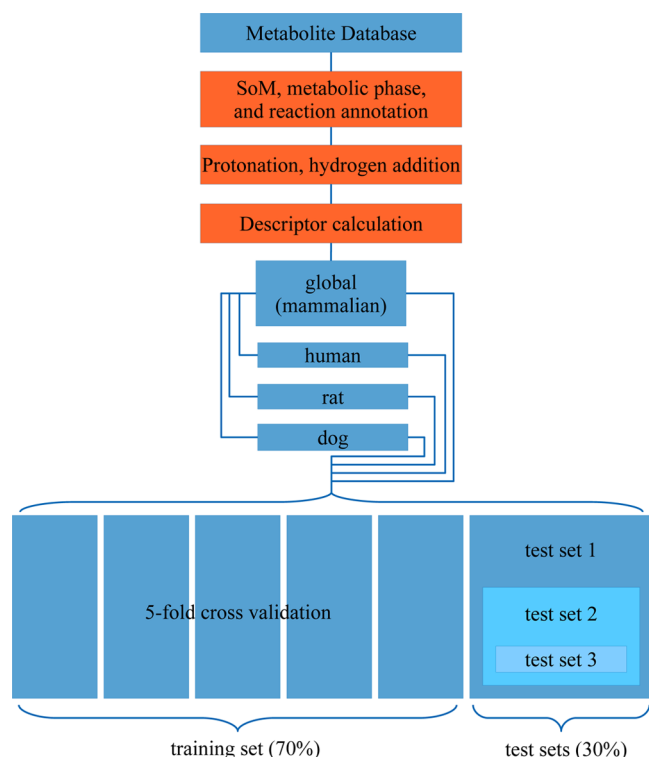 Metabolite Database
SoM, metabolic phase,
and reaction annotation
Protonation, hydrogen addition
Descriptor calculation
global
(mammalian)
human
rat
dog
test set 1
5-fold cross validation
test set 2
test set 3
training set (70%)
test sets (30%)